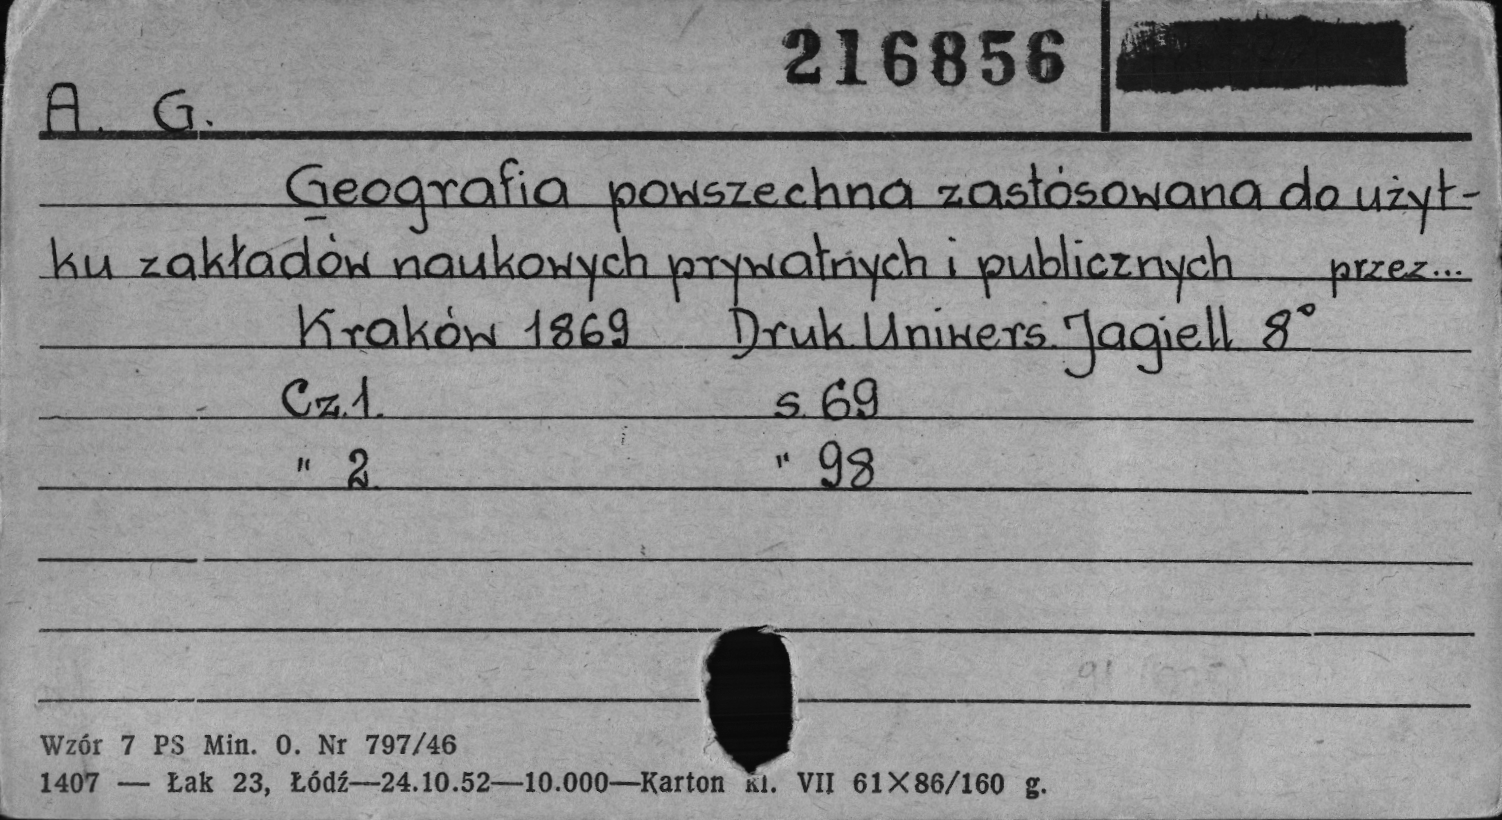 216856
A. G.
Geografia powszechna zastósowana do użyt-
ku zakładów naukowych prywatnych i publicznych przez...
Kraków 1869 Druk. Uniwers. Jagiell 8°
Cz. 1. s. 69
" 2. " 98
Wzór 7 PS Min. O. Nr 797/46
1407 — Łak 23, Łódź—24.10.52—10.000—Karton kl. VII 61×86/160 g.